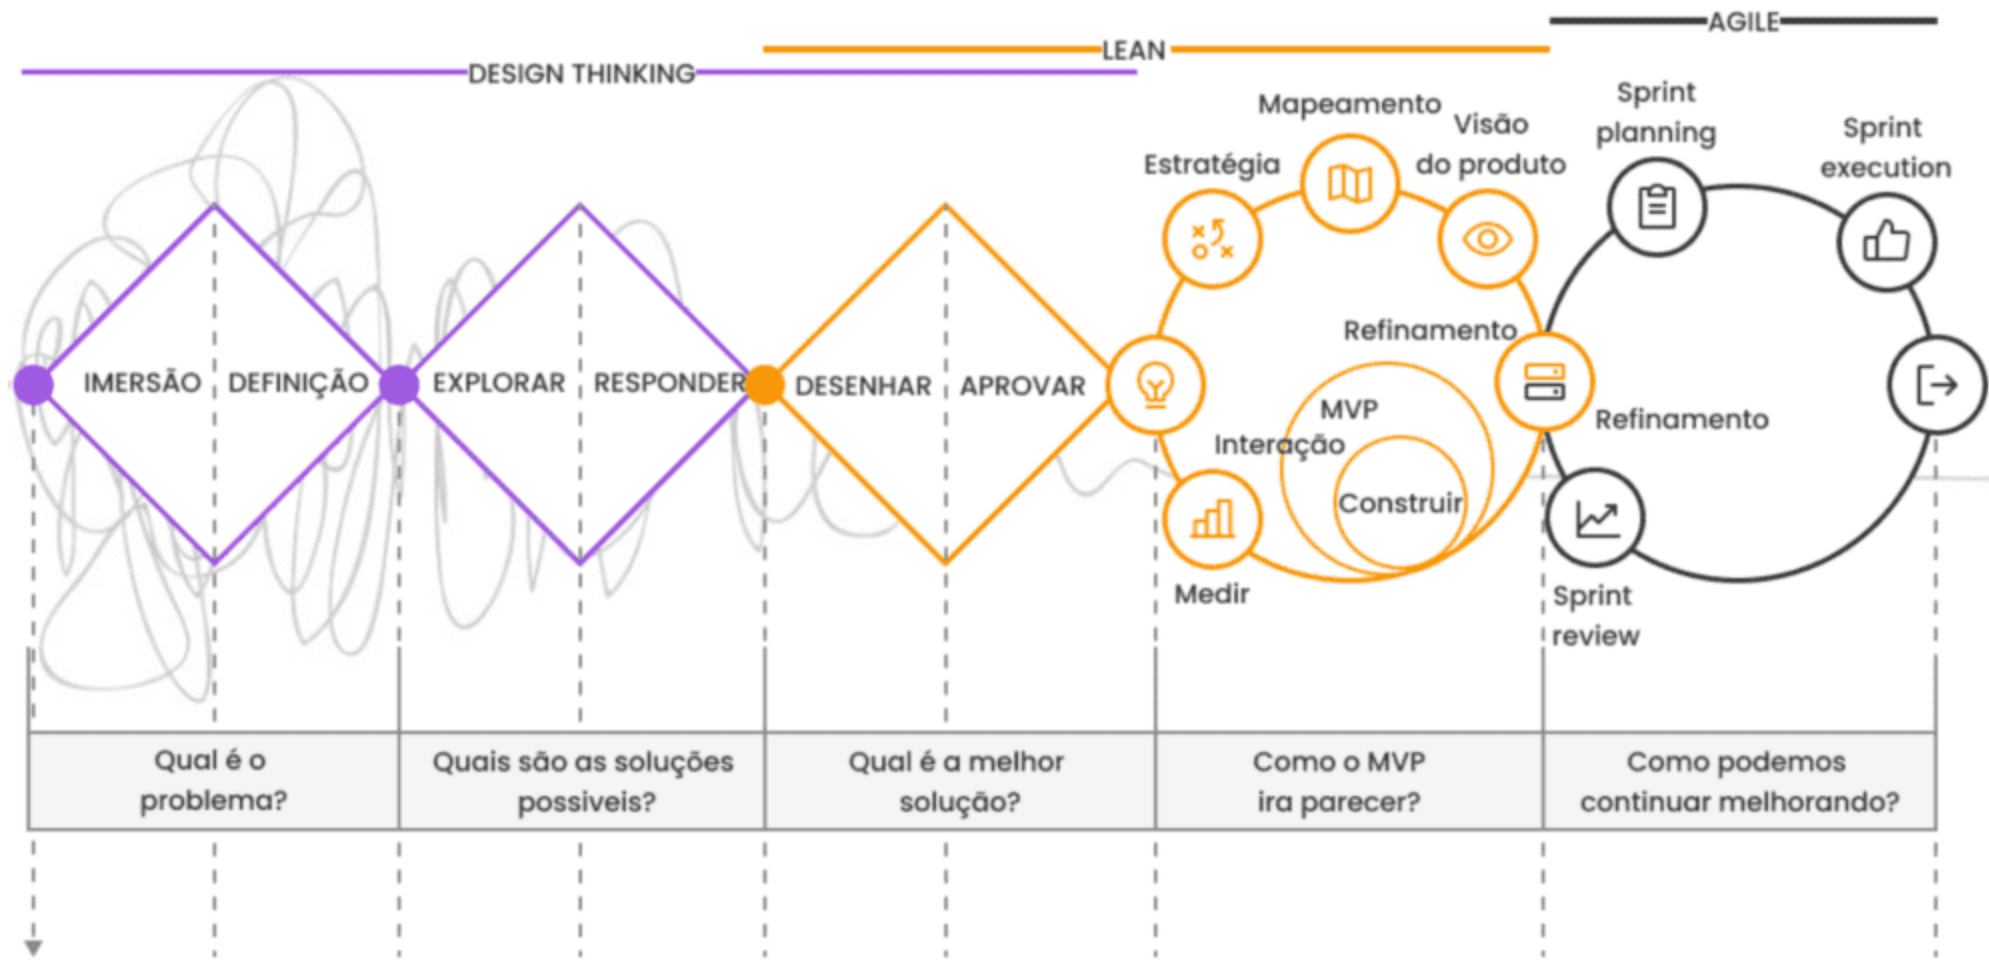 AGILE
LEAN
DESIGN THINKING
Sprint
planning
Mapeamento
Visão
do produto
Sprint
execution
Estratégia
Refinamento
IMERSÃO
DEFINIÇÃO
EXPLORAR
RESPONDER
DESENHAR
APROVAR
MVP
Refinamento
Interação
Construir
Medir
Sprint
review
Qual é o
problema?
Quais são as soluções
possiveis?
Qual é a melhor
solução?
Como o MVP
ira parecer?
Como podemos
continuar melhorando?